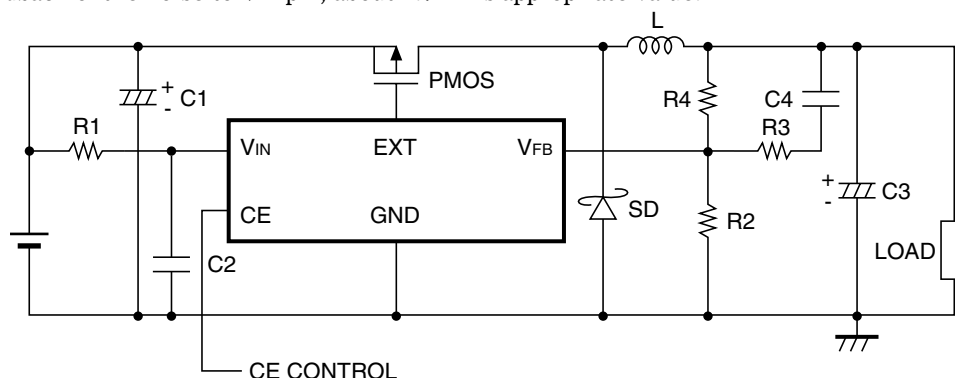 L
PMOS
+
-
C1
R4
C4
R1
R3
VIN
EXT
VFB
+
-
C3
CE
GND
SD
R2
LOAD
C2
CE CONTROL